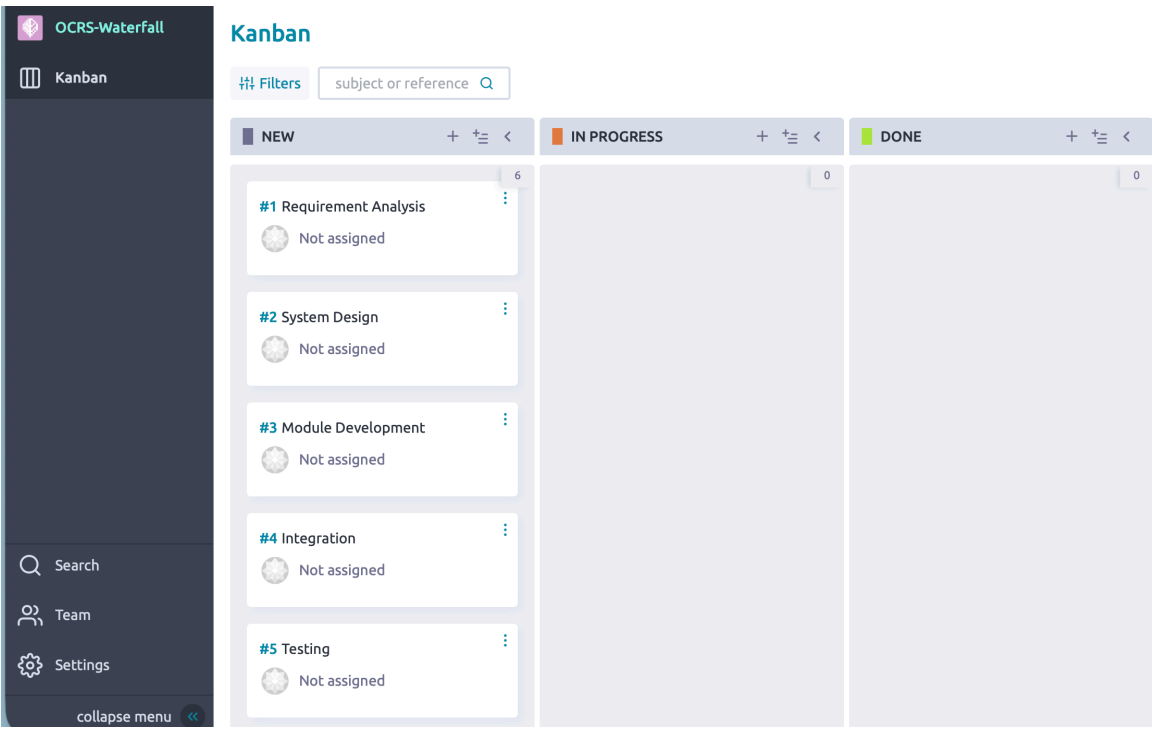 OCRS-Waterfall
Kanban
Search
Team
Settings
collapse menu
Kanban
Filters
subject or reference
NEW
6
#1 Requirement Analysis
Not assigned
#2 System Design
Not assigned
#3 Module Development
Not assigned
#4 Integration
Not assigned
#5 Testing
Not assigned
IN PROGRESS
0
DONE
0